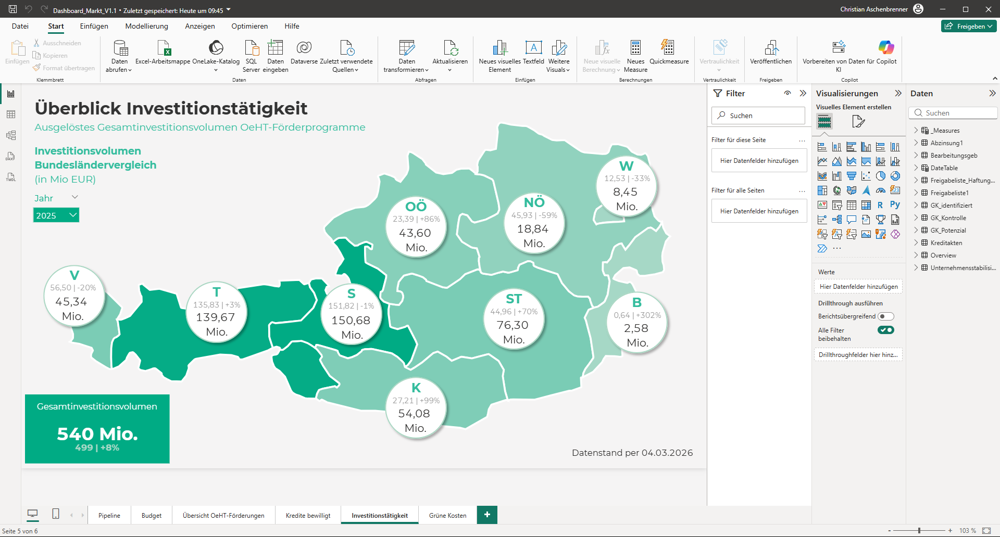 Dashboard_Markt_V1.1 • Zuletzt gespeichert: Heute um 09:45
Christian Aschenbrenner
Datei
Start
Einfügen
Modellierung
Anzeigen
Optimieren
Hilfe
Freigeben
Einfügen
Ausschneiden
Kopieren
Format übertragen
Klemmbrett
Daten abrufen
Excel-Arbeitsmappe
OneLake-Katalog
SQL Server
Daten eingeben
Dataverse
Zuletzt verwendete Quellen
Daten
Daten transformieren
Aktualisieren
Abfragen
Neues visuelles Element
Textfeld
Weitere Visuals
Einfügen
Neue visuelle Berechnung
Neues Measure
Quickmeasure
Berechnungen
Vertraulichkeit
Vertraulichkeit
Veröffentlichen
Freigeben
Vorbereiten von Daten für KI
Copilot
Copilot
DAX
TMDL
Überblick Investitionstätigkeit
Ausgelöstes Gesamtinvestitionsvolumen OeHT-Förderprogramme
Investitionsvolumen
Bundesländervergleich
(in Mio EUR)
Jahr
2025
W
12,53 | -33%
8,45
Mio.
OÖ
23,39 | +86%
43,60
Mio.
NÖ
45,93 | -59%
18,84
Mio.
V
56,50 | -20%
45,34
Mio.
T
135,83 | +3%
139,67
Mio.
S
151,82 | -1%
150,68
Mio.
ST
44,96 | +70%
76,30
Mio.
B
0,64 | +302%
2,58
Mio.
K
27,21 | +99%
54,08
Mio.
Gesamtinvestitionsvolumen
540 Mio.
499 | +8%
Datenstand per 04.03.2026
Filter
Suchen
Filter für diese Seite
...
Hier Datenfelder hinzufügen
Filter für alle Seiten
...
Hier Datenfelder hinzufügen
Visualisierungen
Visuelles Element erstellen
123
R
Py
...
Werte
Hier Datenfelder hinzufügen
Drillthrough ausführen
Berichtsübergreifend
Alle Filter
beibehalten
Drillthroughfelder hier hinz...
Daten
Suchen
_Measures
Abzinsung1
Bearbeitungsgeb
DateTable
Freigabeliste_Haftung...
Freigabeliste1
GK_identifiziert
GK_Kontrolle
GK_Potenzial
Kreditakten
Overview
Unternehmensstabilisi...
Pipeline
Budget
Übersicht OeHT-Förderungen
Kredite bewilligt
Investitionstätigkeit
Grüne Kosten
+
Seite 5 von 6
- + 103 %